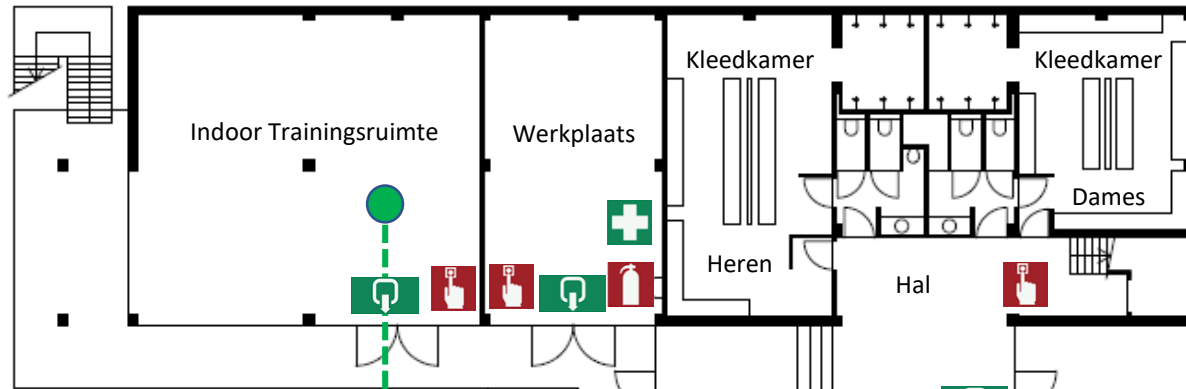 Kleedkamer
Kleedkamer
Indoor Trainingsruimte
Werkplaats
Dames
Heren
Hal